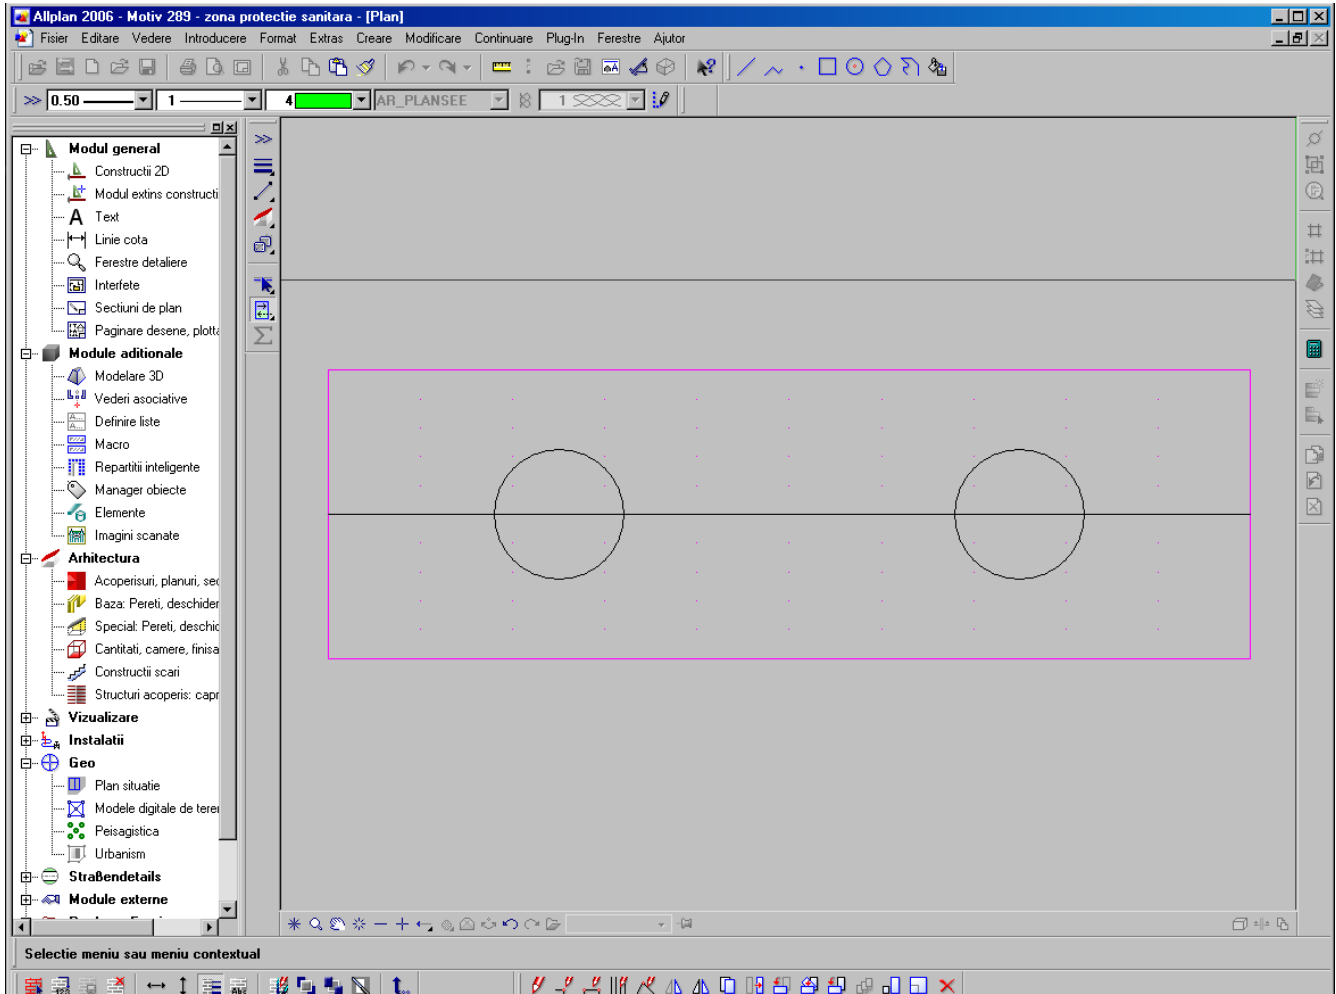 Allplan 2006 - Motiv 289 - zona protectie sanitara - [Plan]
Fisier Editare Vedere Introducere Format Extras Creare Modificare Continuare Plug-In Ferestre Ajutor
0.50 1 4 AR_PLANSEE 1
Modul general
Constructii 2D
Modul extins constructi
Text
Linie cota
Ferestre detaliere
Interfete
Sectiuni de plan
Paginare desene, plotta
Module aditionale
Modelare 3D
Vederi asociative
Definire liste
Macro
Repartitii inteligente
Manager obiecte
Elemente
Imagini scanate
Arhitectura
Acoperisuri, planuri, sec
Baza: Pereti, deschider
Special: Pereti, deschic
Cantitati, camere, finisa
Constructii scari
Structuri acoperis: capr
Vizualizare
Instalatii
Geo
Plan situatie
Modele digitale de terer
Peisagistica
Urbanism
Straßendetails
Module externe
Selectie meniu sau meniu contextual